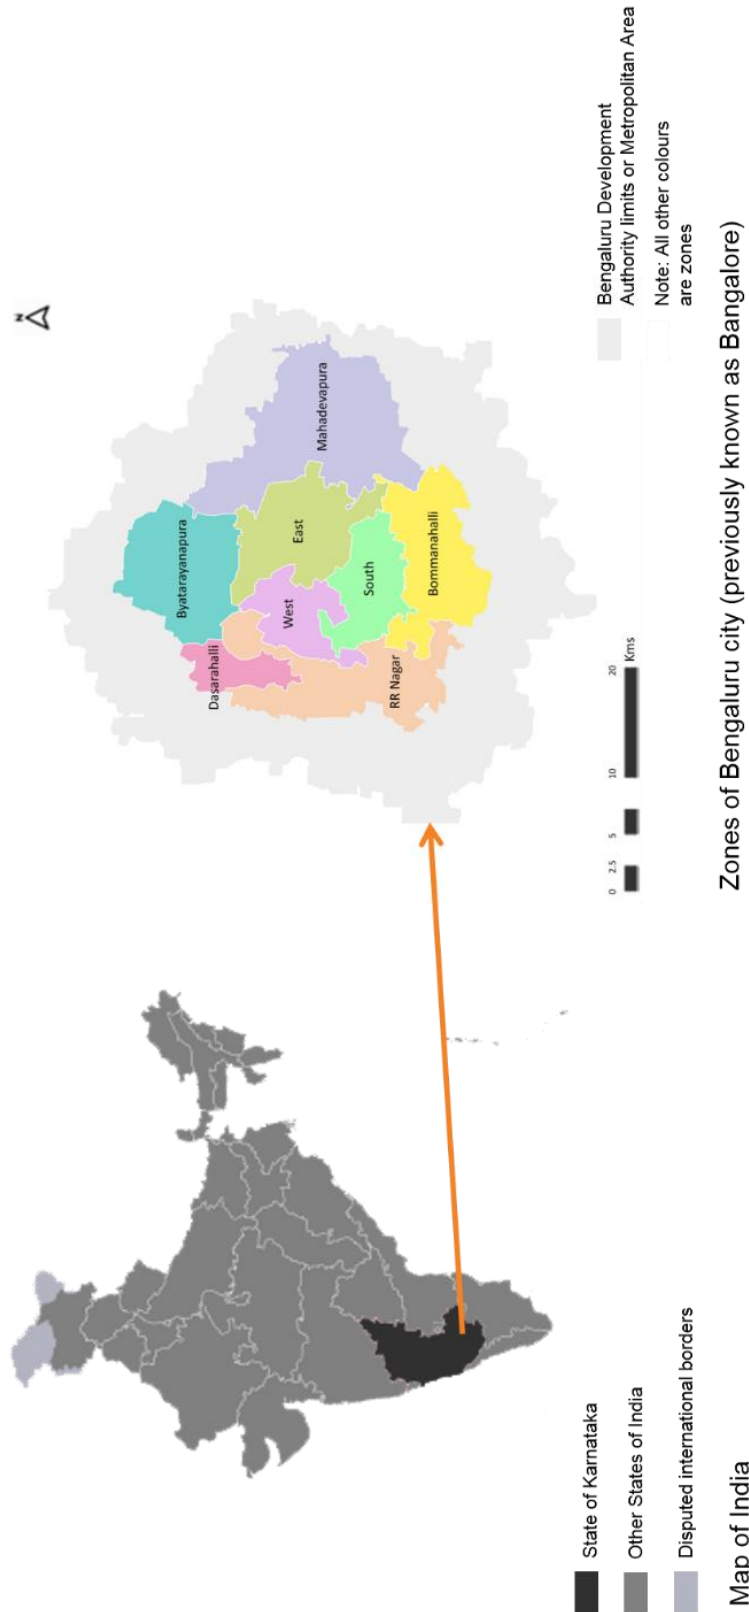 N
Byatarayanapura
Dasarahalli
Mahadevapura
East
West
South
RR Nagar
Bommanahalli
0 2.5 5 10 20 Kms
State of Karnataka
Other States of India
Disputed international borders
Map of India
Bengaluru Development
Authority limits or Metropolitan Area
Note: All other colours
are zones
Zones of Bengaluru city (previously known as Bangalore)